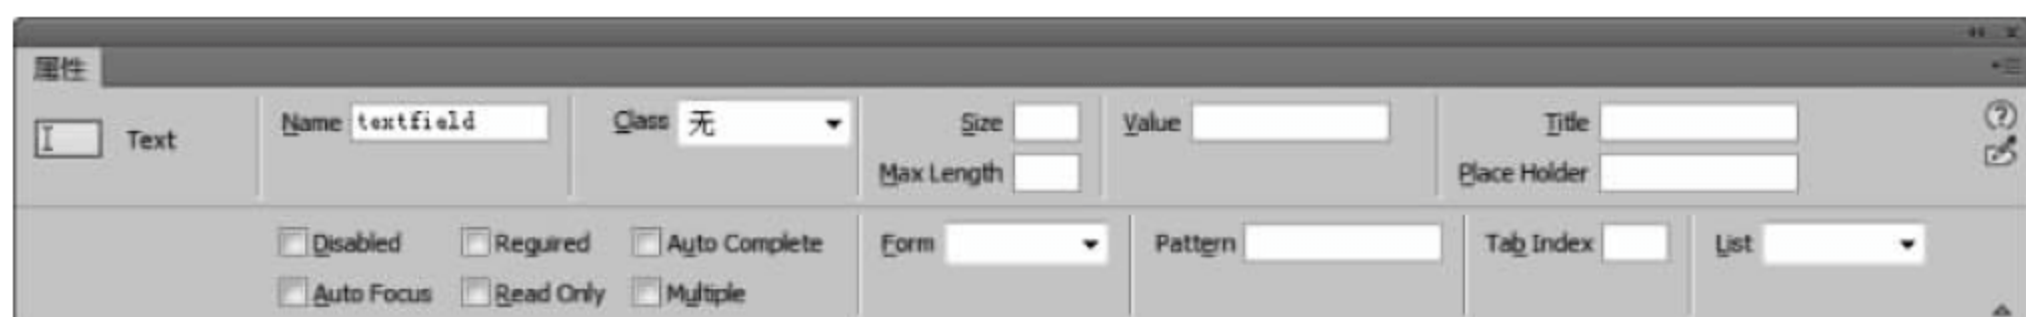 属性
Text Name textfield Class 无 Size Value Title
Max Length Place Holder
Disabled Required Auto Complete Form Pattern Tab Index List
Auto Focus Read Only Multiple